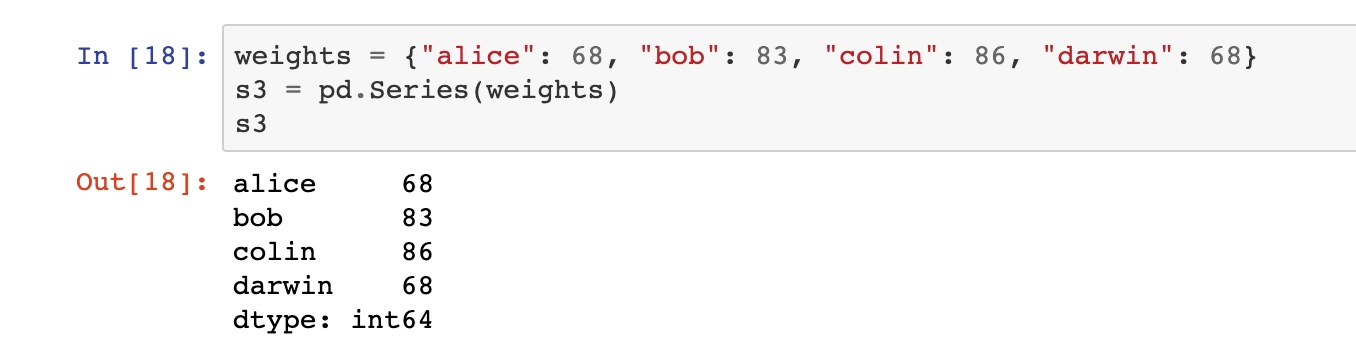 In [18]: weights = {"alice": 68, "bob": 83, "colin": 86, "darwin": 68}
s3 = pd.Series(weights)
s3
Out[18]: alice     68
bob       83
colin     86
darwin    68
dtype: int64